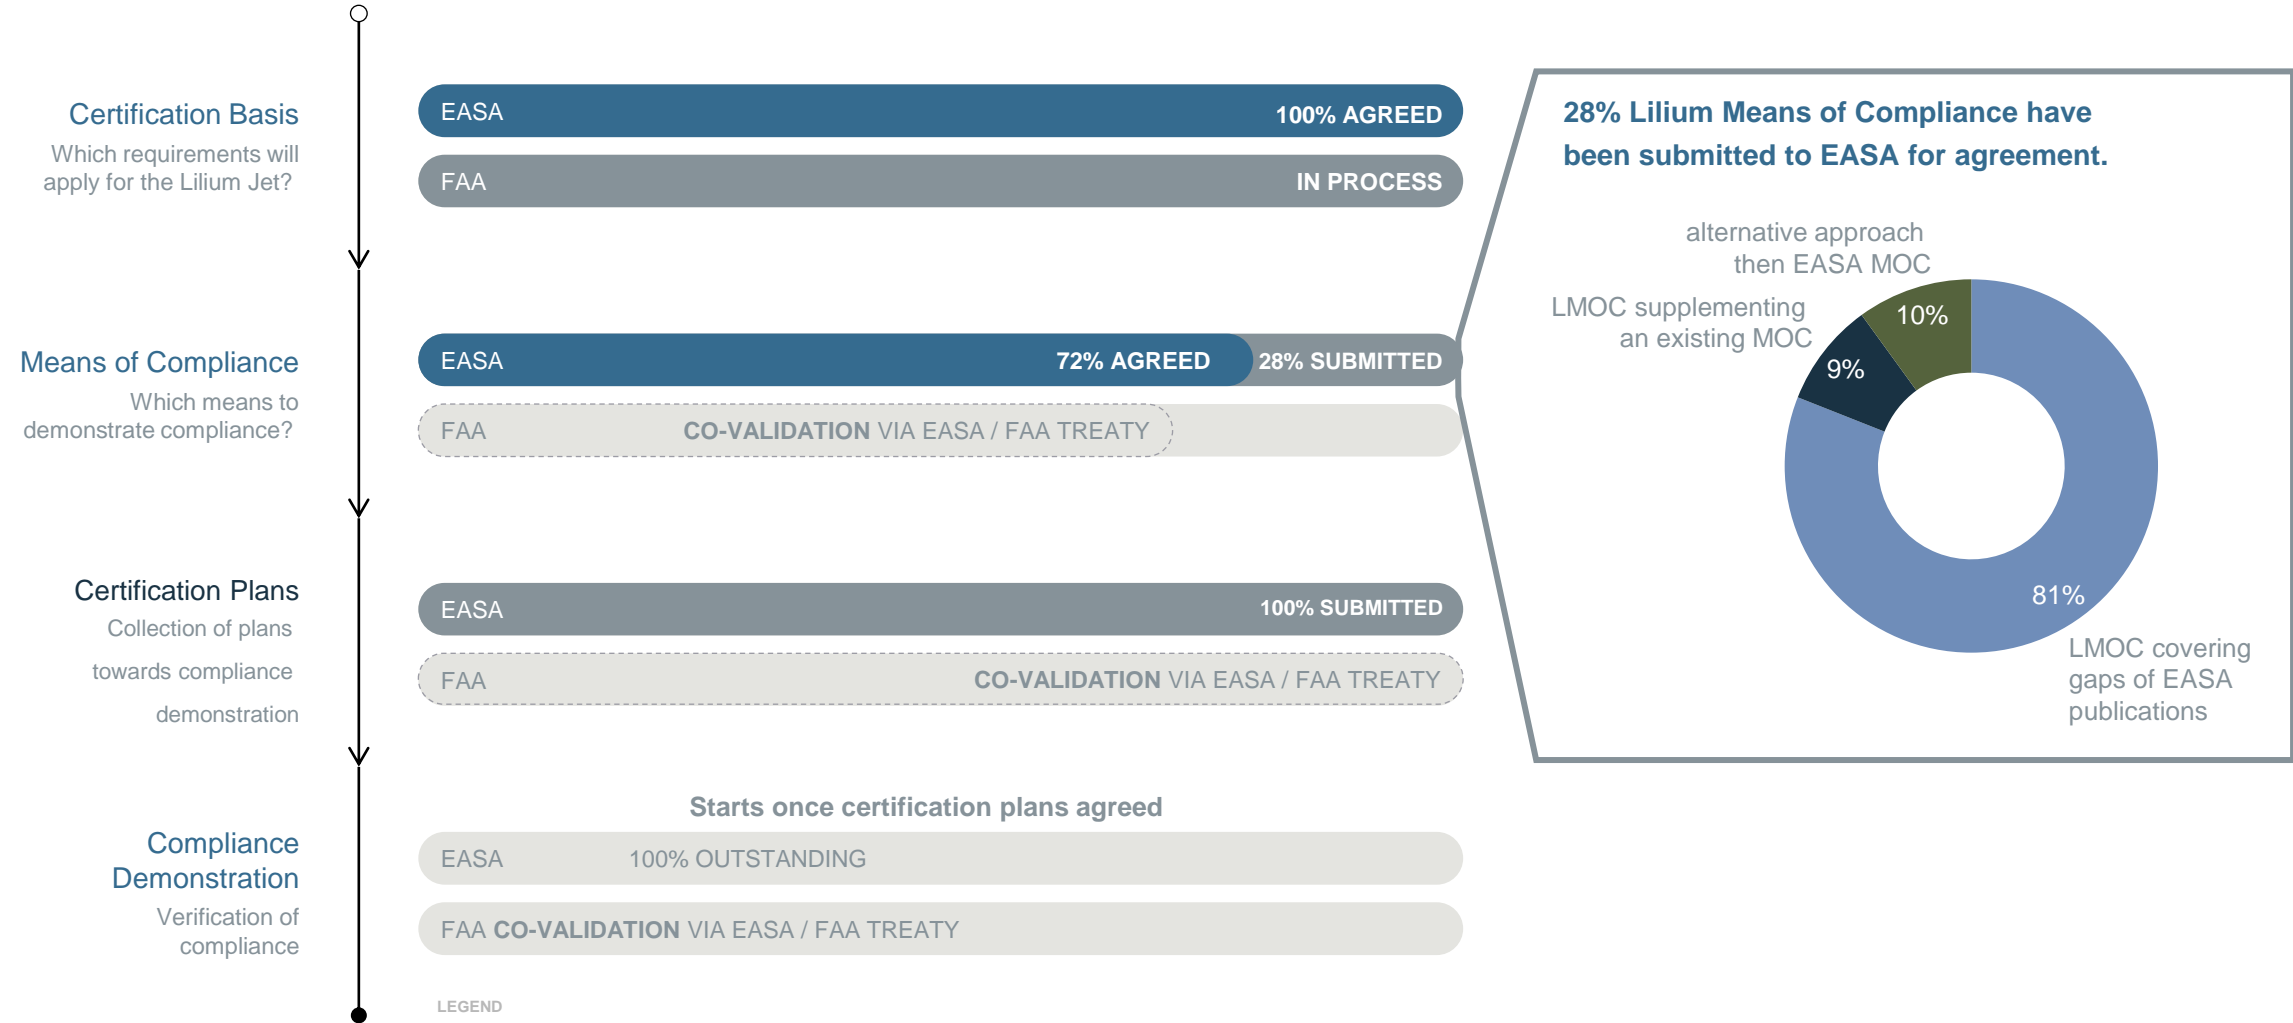 Certification Basis
Which requirements will
apply for the Lilium Jet?
EASA
100% AGREED
FAA
IN PROCESS
Means of Compliance
Which means to
demonstrate compliance?
EASA
72% AGREED
28% SUBMITTED
FAA
CO-VALIDATION VIA EASA / FAA TREATY
Certification Plans
Collection of plans
towards compliance
demonstration
EASA
100% SUBMITTED
FAA
CO-VALIDATION VIA EASA / FAA TREATY
Compliance
Demonstration
Verification of
compliance
Starts once certification plans agreed
EASA
100% OUTSTANDING
FAA CO-VALIDATION VIA EASA / FAA TREATY
LEGEND
28% Lilium Means of Compliance have
been submitted to EASA for agreement.
alternative approach
then EASA MOC
LMOC supplementing
an existing MOC
10%
9%
81%
LMOC covering
gaps of EASA
publications